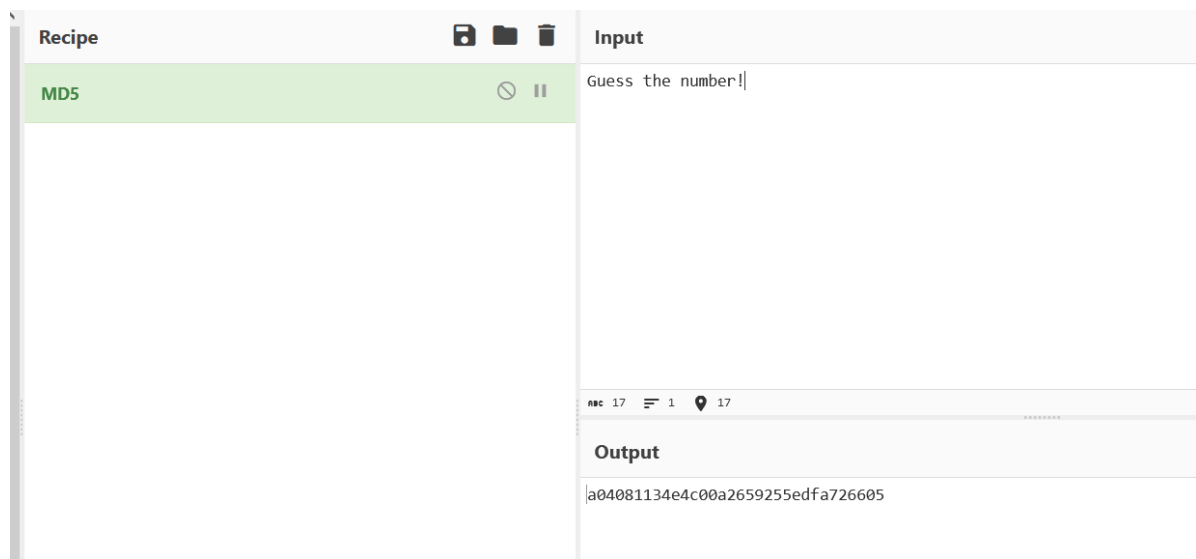 Recipe
MD5
Input
Guess the number!
ABC 17 1 17
Output
a04081134e4c00a2659255edfa726605